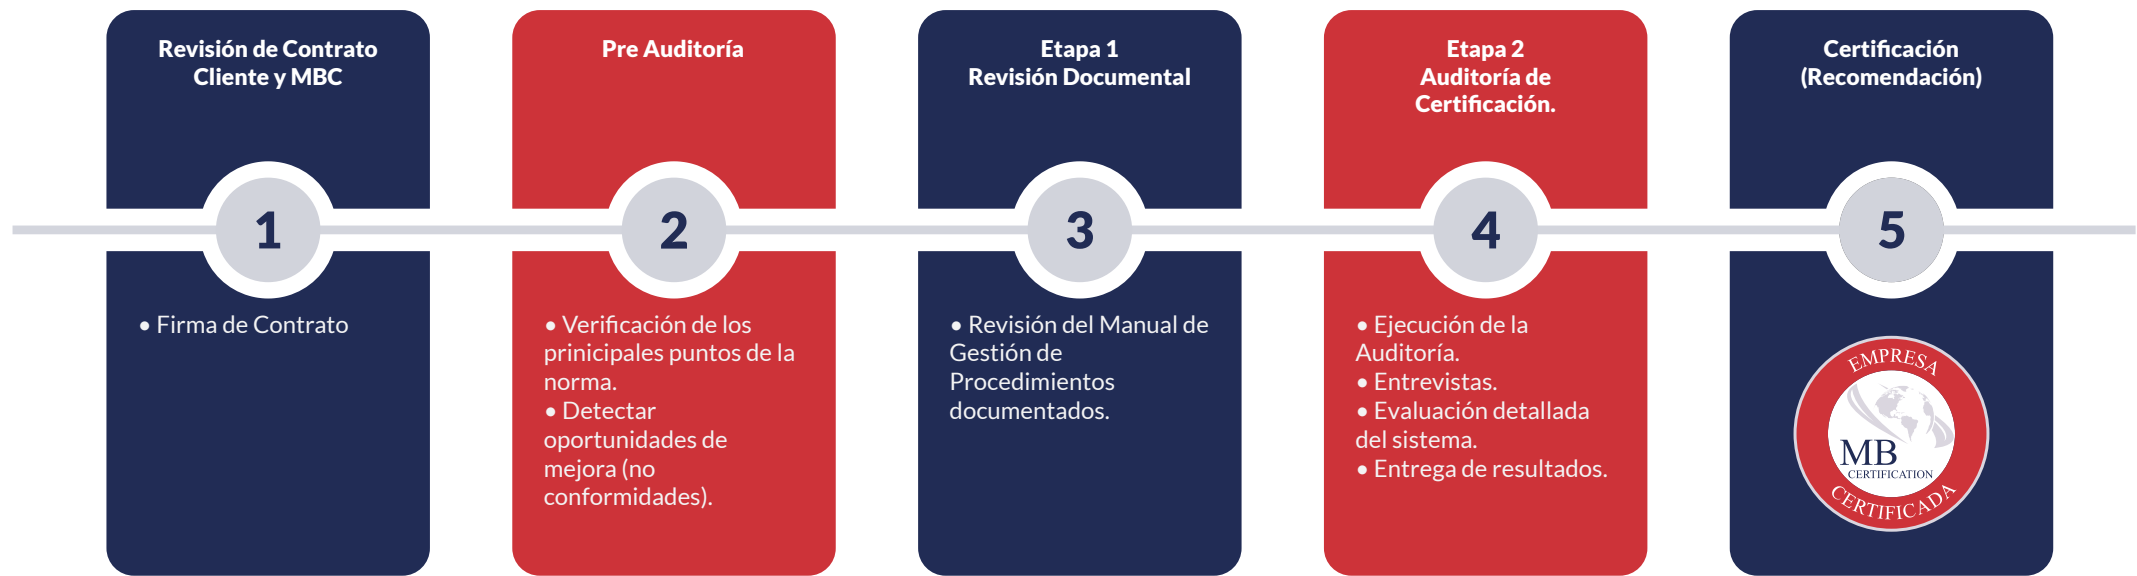 Revisión de Contrato
Cliente y MBC
1
• Firma de Contrato
Pre Auditoría
2
• Verificación de los
prinicipales puntos de la
norma.
• Detectar
oportunidades de
mejora (no
conformidades).
Etapa 1
Revisión Documental
3
• Revisión del Manual de
Gestión de
Procedimientos
documentados.
Etapa 2
Auditoría de
Certificación.
4
• Ejecución de la
Auditoría.
• Entrevistas.
• Evaluación detallada
del sistema.
• Entrega de resultados.
Certificación
(Recomendación)
5
EMPRESA
MB
CERTIFICATION
CERTIFICADA